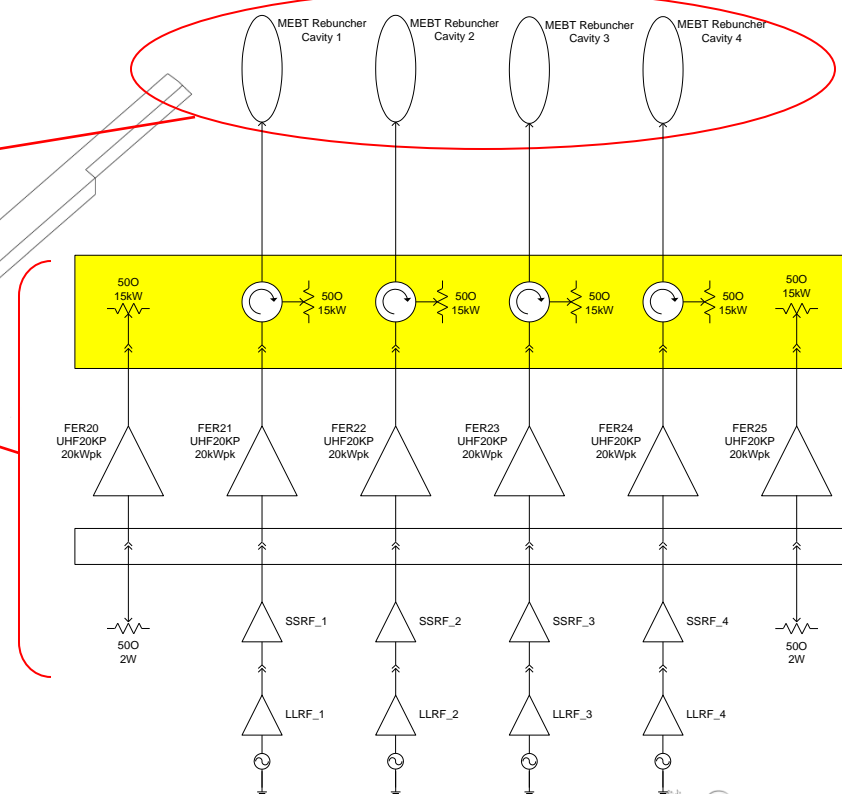 MEBT Rebuncher
Cavity 1
MEBT Rebuncher
Cavity 2
MEBT Rebuncher
Cavity 3
MEBT Rebuncher
Cavity 4
50O
15kW
50O
15kW
50O
15kW
50O
15kW
50O
15kW
50O
15kW
FER20
UHF20KP
20kWpk
FER21
UHF20KP
20kWpk
FER22
UHF20KP
20kWpk
FER23
UHF20KP
20kWpk
FER24
UHF20KP
20kWpk
FER25
UHF20KP
20kWpk
SSRF_1
SSRF_2
SSRF_3
SSRF_4
50O
2W
50O
2W
LLRF_1
LLRF_2
LLRF_3
LLRF_4